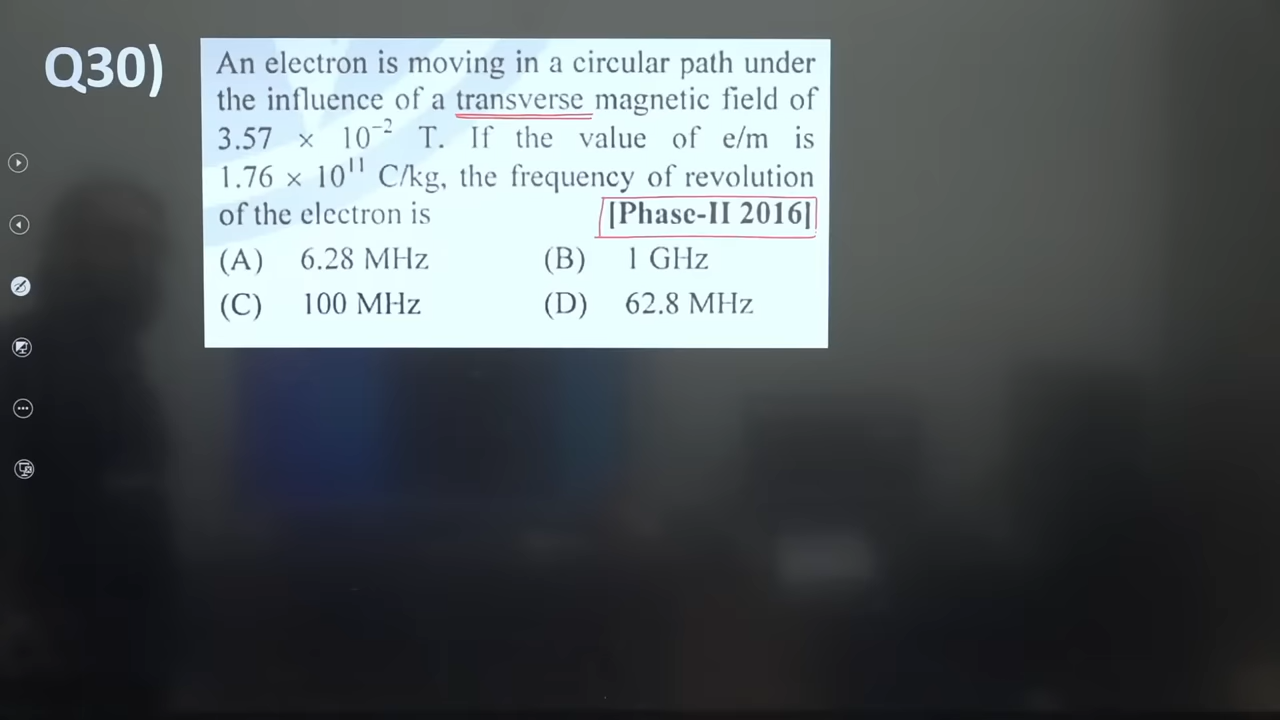 Q30)
An electron is moving in a circular path under
the influence of a transverse magnetic field of
3.57 × 10⁻² T. If the value of e/m is
1.76 × 10¹¹ C/kg, the frequency of revolution
of the electron is [Phase-II 2016]
(A) 6.28 MHz (B) 1 GHz
(C) 100 MHz (D) 62.8 MHz